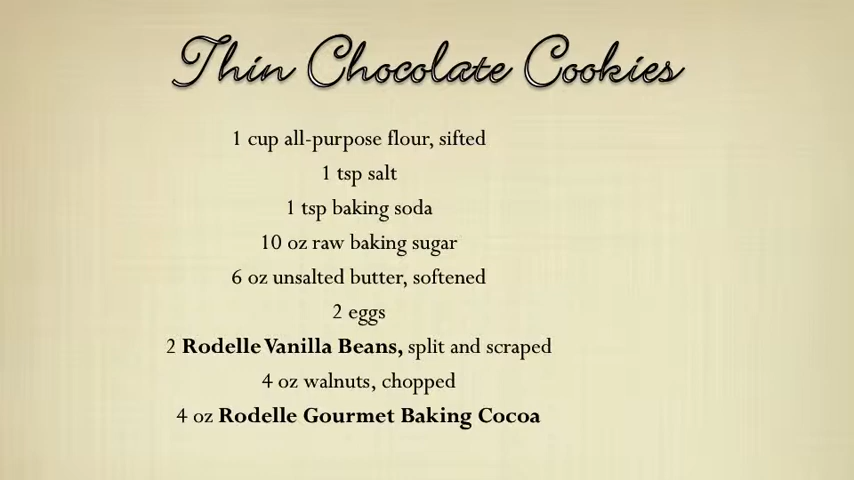 Thin Chocolate Cookies
1 cup all-purpose flour, sifted
1 tsp salt
1 tsp baking soda
10 oz raw baking sugar
6 oz unsalted butter, softened
2 eggs
2 Rodelle Vanilla Beans, split and scraped
4 oz walnuts, chopped
4 oz Rodelle Gourmet Baking Cocoa